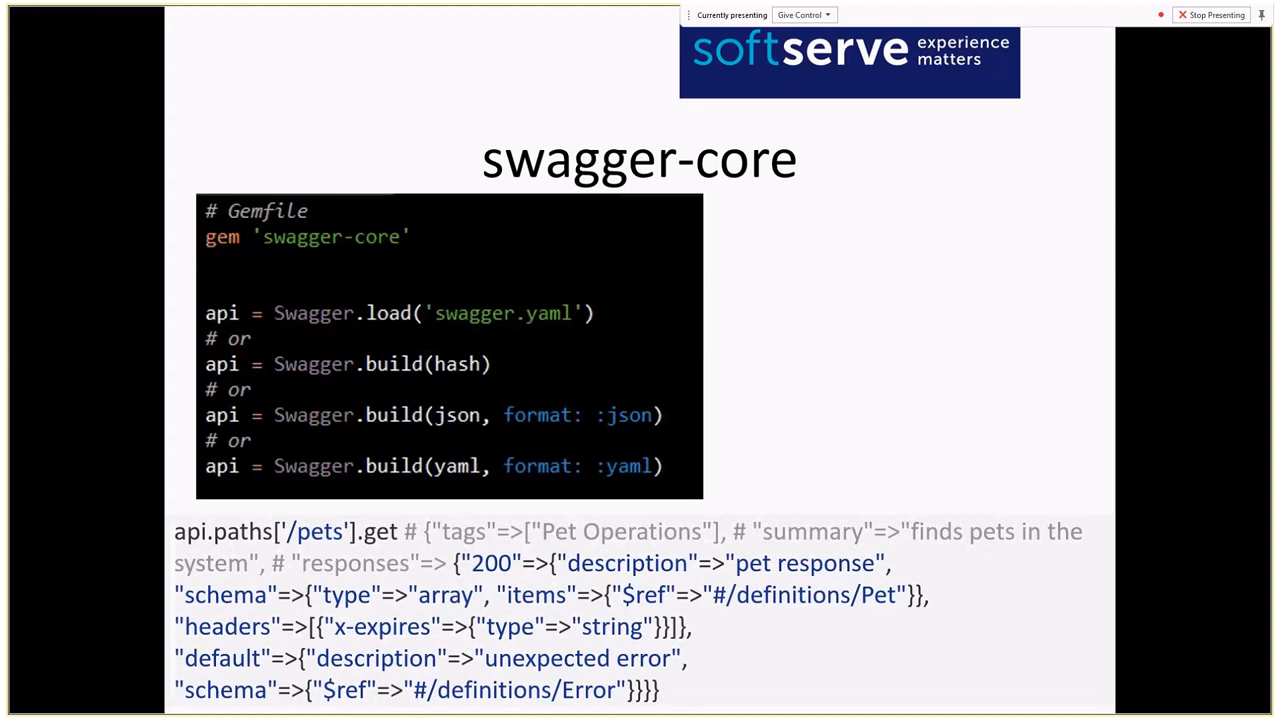 Currently presenting
Give Control
Stop Presenting
softserve experience matters
swagger-core
# Gemfile
gem 'swagger-core'
api = Swagger.load('swagger.yaml')
# or
api = Swagger.build(hash)
# or
api = Swagger.build(json, format: :json)
# or
api = Swagger.build(yaml, format: :yaml)
api.paths['/pets'].get # {"tags"=>["Pet Operations"], # "summary"=>"finds pets in the
system", # "responses"=> {"200"=>{"description"=>"pet response",
"schema"=>{"type"=>"array", "items"=>{"$ref"=>"#/definitions/Pet"}},
"headers"=>[{"x-expires"=>{"type"=>"string"}}]},
"default"=>{"description"=>"unexpected error",
"schema"=>{"$ref"=>"#/definitions/Error"}}}}